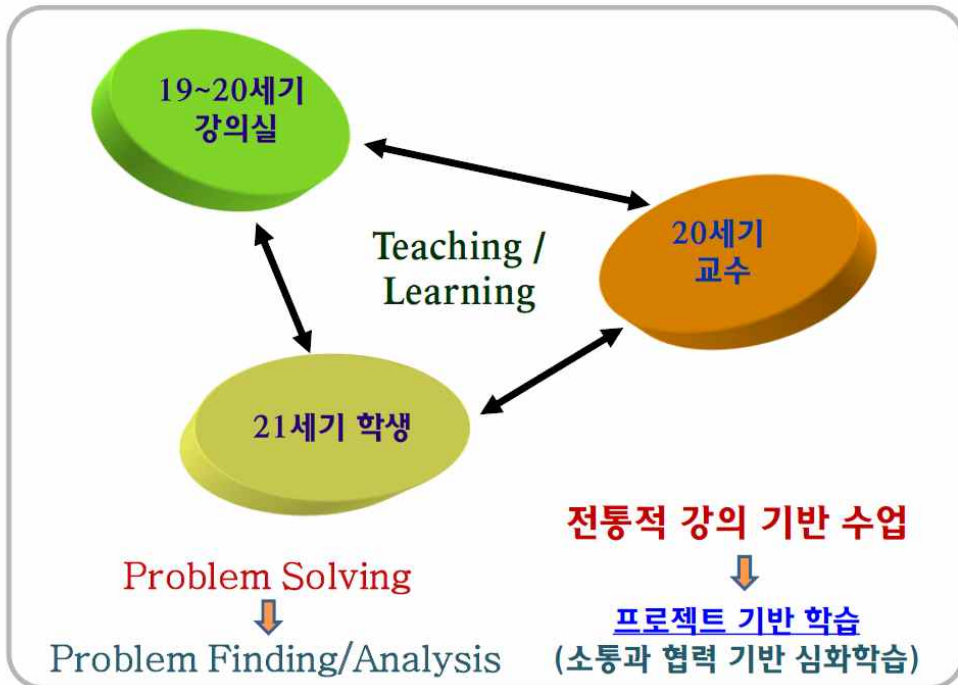 19~20세기
강의실
20세기
교수
Teaching /
Learning
21세기 학생
전통적 강의 기반 수업
프로젝트 기반 학습
(소통과 협력 기반 심화학습)
Problem Solving
Problem Finding/Analysis